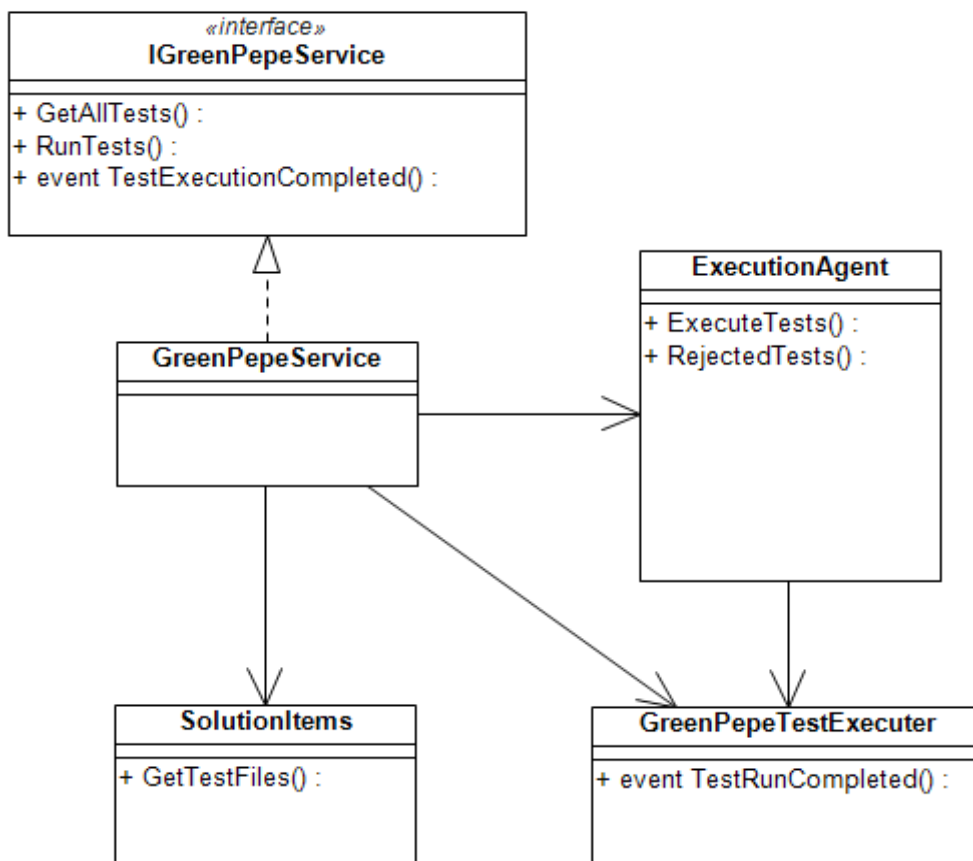 «interface»
IGreenPepeService
+ GetAllTests() :
+ RunTests() :
+ event TestExecutionCompleted() :
ExecutionAgent
+ ExecuteTests() :
+ RejectedTests() :
GreenPepeService
SolutionItems
+ GetTestFiles() :
GreenPepeTestExecuter
+ event TestRunCompleted() :